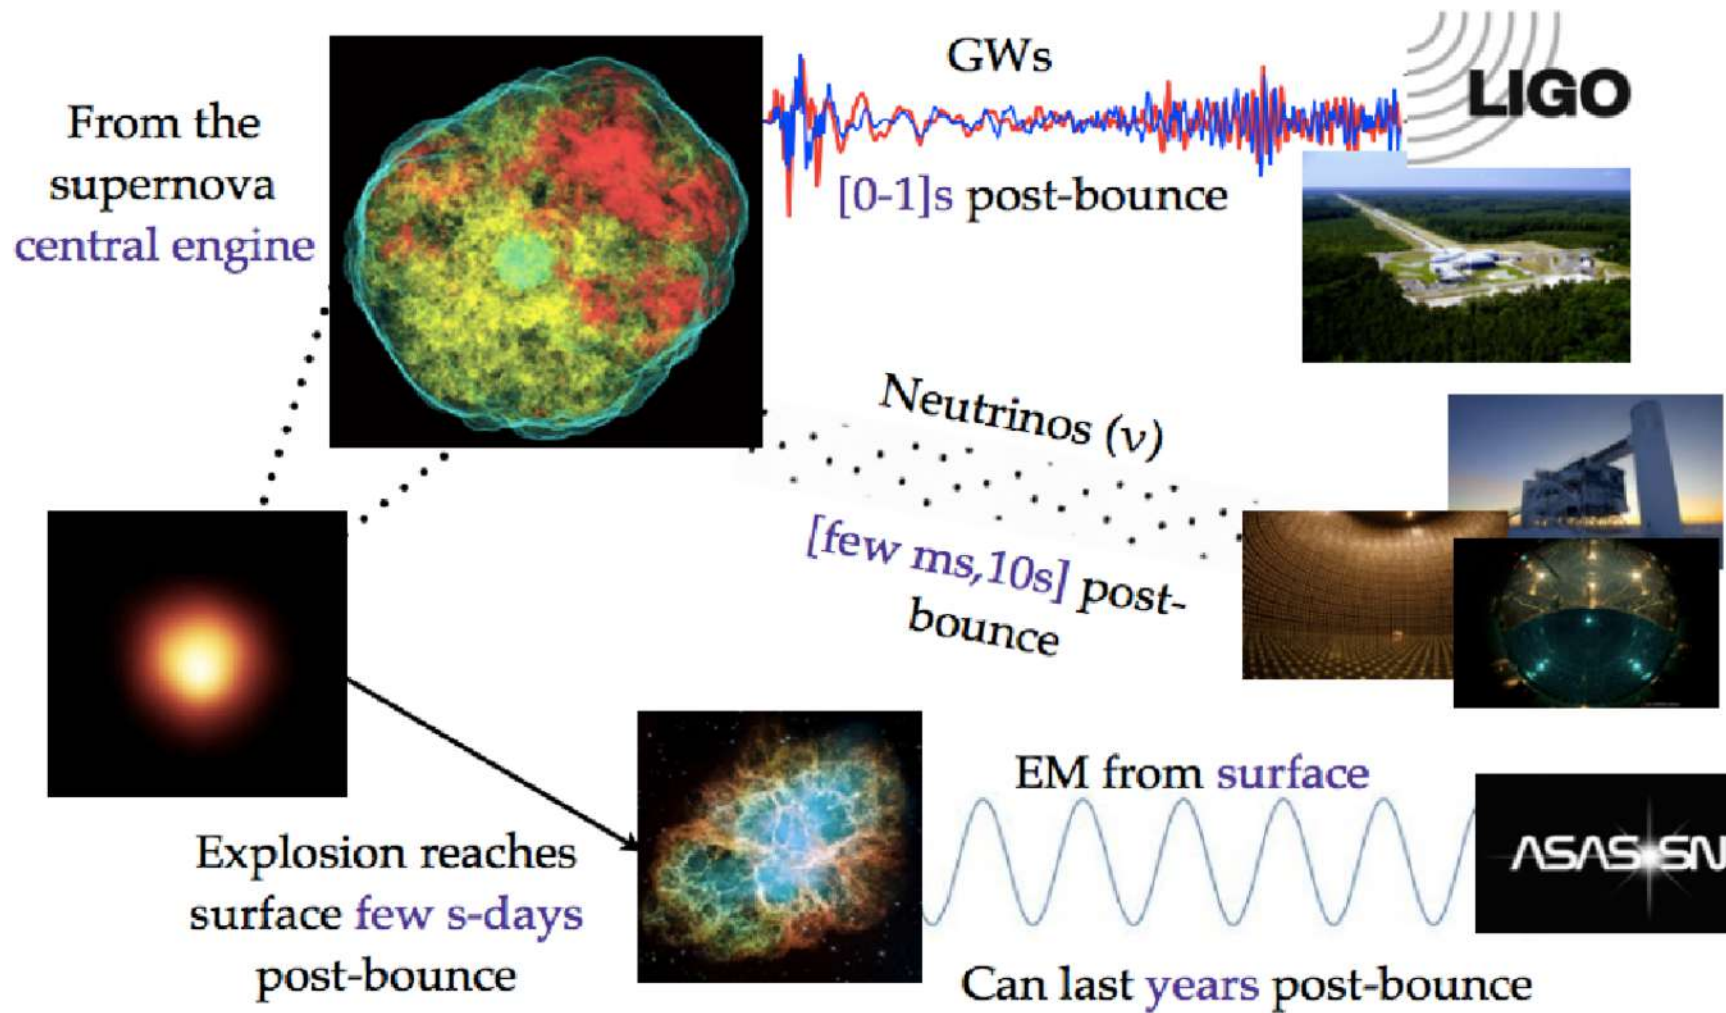 From the
supernova
central engine
GWs
LIGO
[0-1]s post-bounce
Neutrinos (ν)
[few ms,10s] post-
bounce
EM from surface
ASAS-SN
Explosion reaches
surface few s-days
post-bounce
Can last years post-bounce